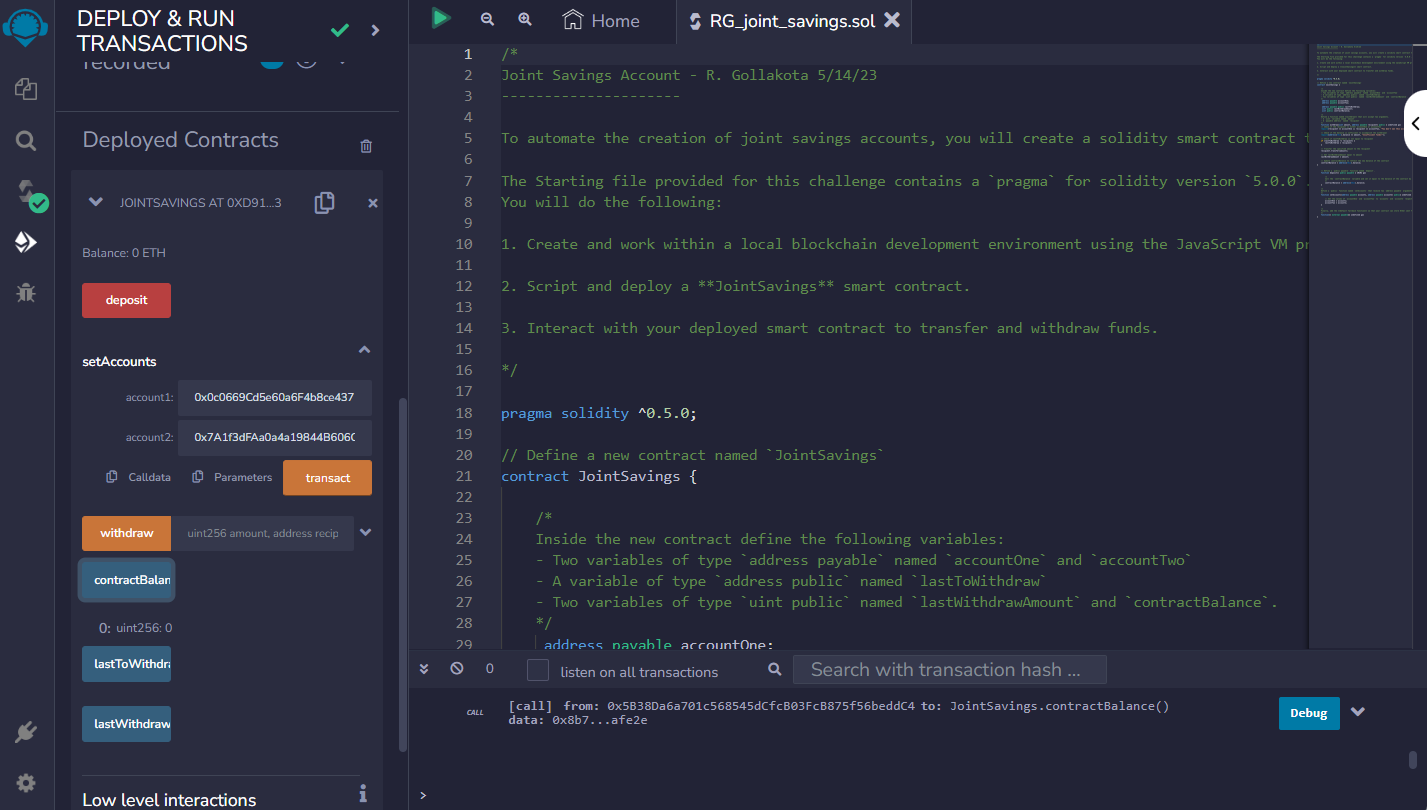 DEPLOY & RUN
TRANSACTIONS
recorded
Deployed Contracts
JOINTSAVINGS AT 0XD91...3
Balance: 0 ETH
deposit
setAccounts
account1:
0x0c0669Cd5e60a6F4b8ce437
account2:
0x7A1f3dFAa0a4a19844B606C
Calldata
Parameters
transact
withdraw
uint256 amount, address recip
contractBalan
0: uint256: 0
lastToWithdra
lastWithdraw
Low level interactions
i
Home
RG_joint_savings.sol
1 /*
2 Joint Savings Account - R. Gollakota 5/14/23
3 ---------------------
4
5 To automate the creation of joint savings accounts, you will create a solidity smart contract t
6
7 The Starting file provided for this challenge contains a `pragma` for solidity version `5.0.0`.
8 You will do the following:
9
10 1. Create and work within a local blockchain development environment using the JavaScript VM pr
11
12 2. Script and deploy a **JointSavings** smart contract.
13
14 3. Interact with your deployed smart contract to transfer and withdraw funds.
15
16 */
17
18 pragma solidity ^0.5.0;
19
20 // Define a new contract named `JointSavings`
21 contract JointSavings {
22
23 /*
24 Inside the new contract define the following variables:
25 - Two variables of type `address payable` named `accountOne` and `accountTwo`
26 - A variable of type `address public` named `lastToWithdraw`
27 - Two variables of type `uint public` named `lastWithdrawAmount` and `contractBalance`.
28 */
29 address payable accountOne;
0
listen on all transactions
Search with transaction hash ...
CALL
[call] from: 0x5B38Da6a701c568545dCfcB03FcB875f56beddC4 to: JointSavings.contractBalance()
data: 0x8b7...afe2e
Debug
>